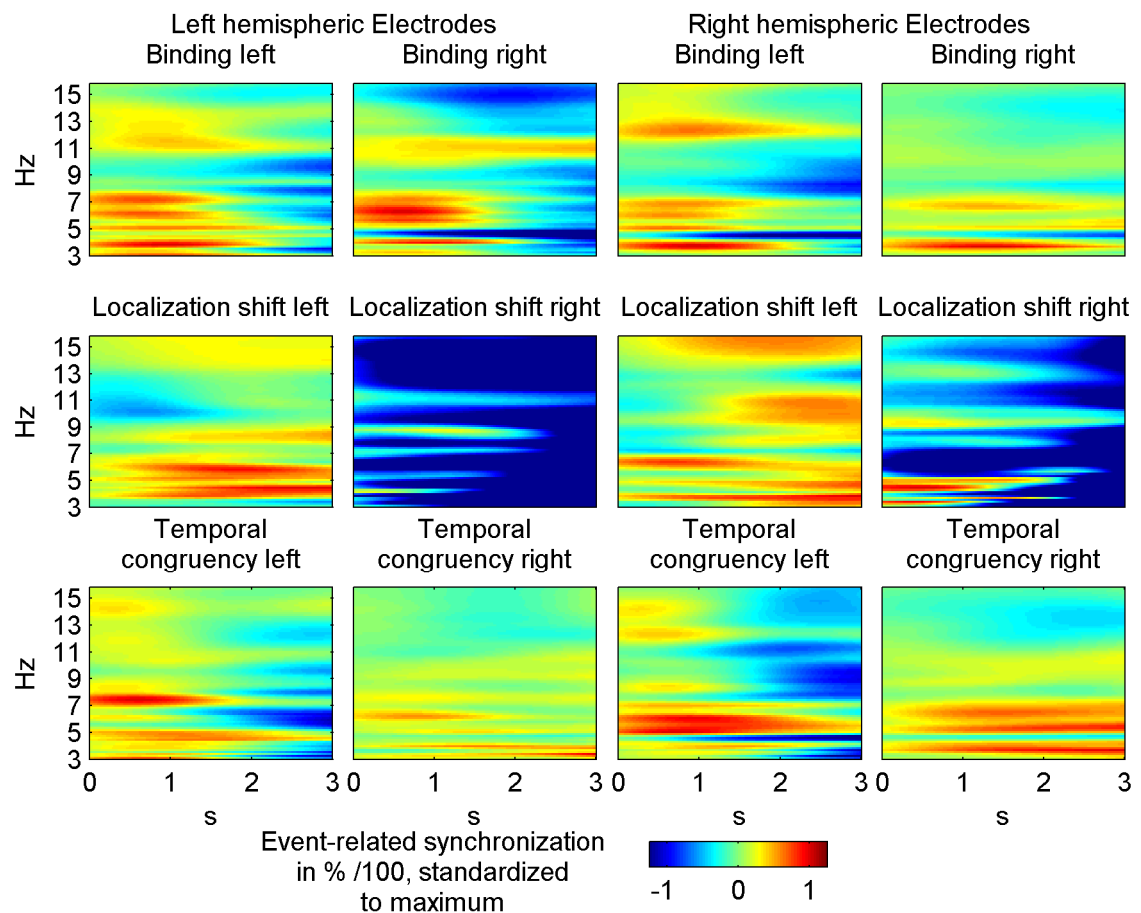 Left hemispheric Electrodes
Right hemispheric Electrodes
Binding left
Binding right
Binding left
Binding right
Hz
15
13
11
9
7
5
3
Localization shift left
Localization shift right
Localization shift left
Localization shift right
Hz
15
13
11
9
7
5
3
Temporal
congruency left
Temporal
congruency right
Temporal
congruency left
Temporal
congruency right
Hz
15
13
11
9
7
5
3
0 1 2 3
0 1 2 3
0 1 2 3
0 1 2 3
s
s
s
s
Event-related synchronization
in % /100, standardized
to maximum
-1 0 1